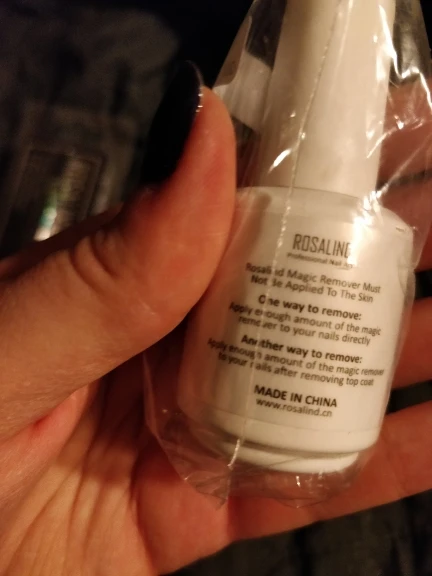 ROSALIND
Professional Nail Art
Rosalind Magic Remover Must
Not Be Applied To The Skin
One way to remove:
Apply enough amount of the magic
remover to your nails directly
Another way to remove:
Apply enough amount of the magic remover
to your nails after removing top coat
MADE IN CHINA
www.rosalind.cn